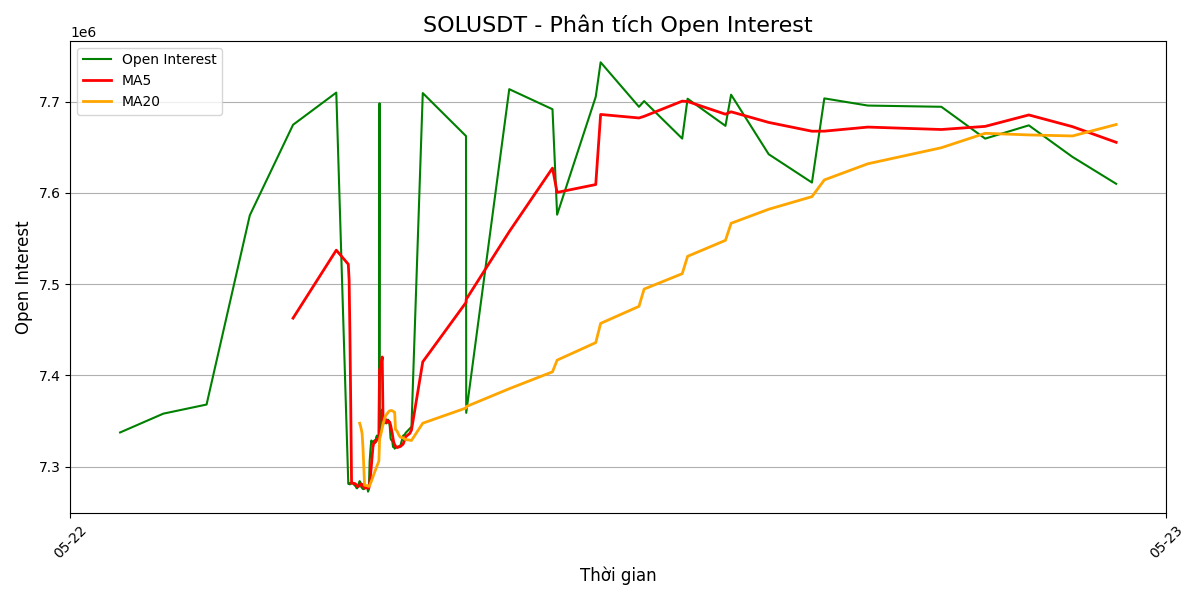 SOLUSDT - Phân tích Open Interest
1e6
Open Interest
MA5
MA20
7.7
7.6
7.5
7.4
7.3
Open Interest
05-22
05-23
Thời gian